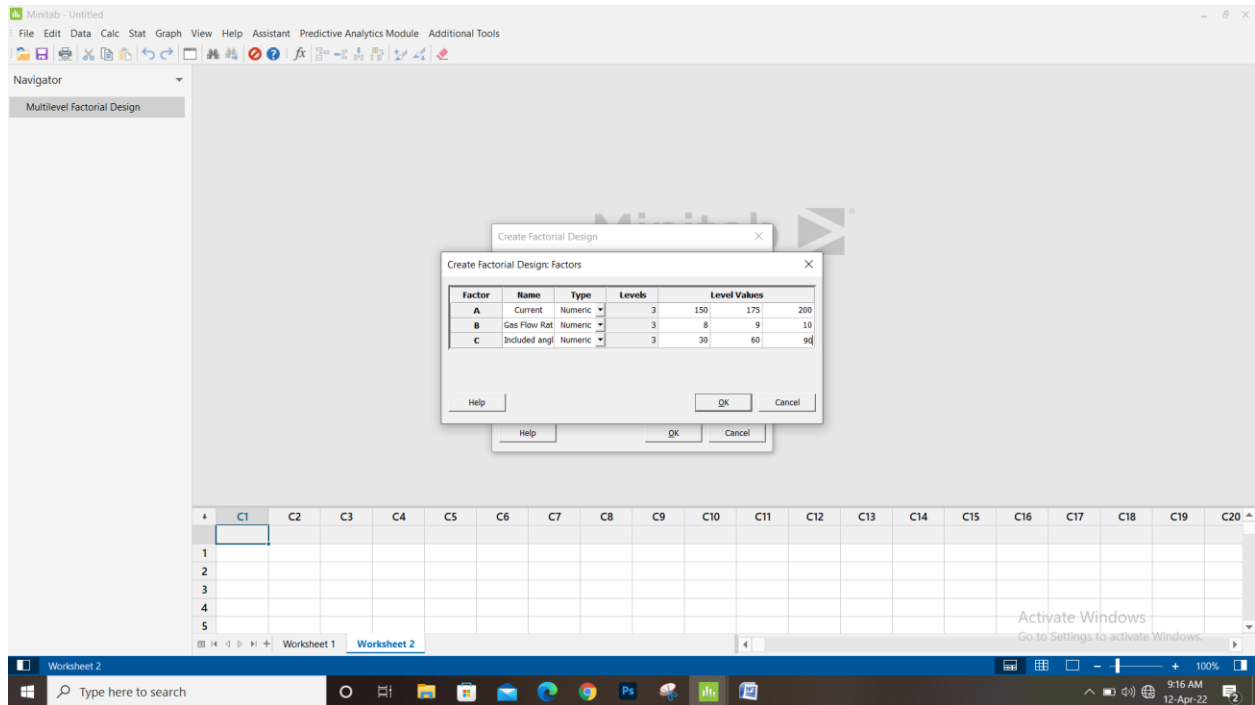 Minitab - Untitled
File Edit Data Calc Stat Graph View Help Assistant Predictive Analytics Module Additional Tools
Navigator
Multilevel Factorial Design
Minitab
Create Factorial Design
Create Factorial Design: Factors
Factor Name Type Levels Level Values
A Current Numeric 3 150 175 200
B Gas Flow Rat Numeric 3 8 9 10
C Included angl Numeric 3 30 60 90
Help OK Cancel
Help OK Cancel
C1 C2 C3 C4 C5 C6 C7 C8 C9 C10 C11 C12 C13 C14 C15 C16 C17 C18 C19 C20
1
2
3
4
5
Activate Windows
Go to Settings to activate Windows.
Worksheet 1 Worksheet 2
Worksheet 2 100%
Type here to search Ps 9:16 AM
12-Apr-22 2